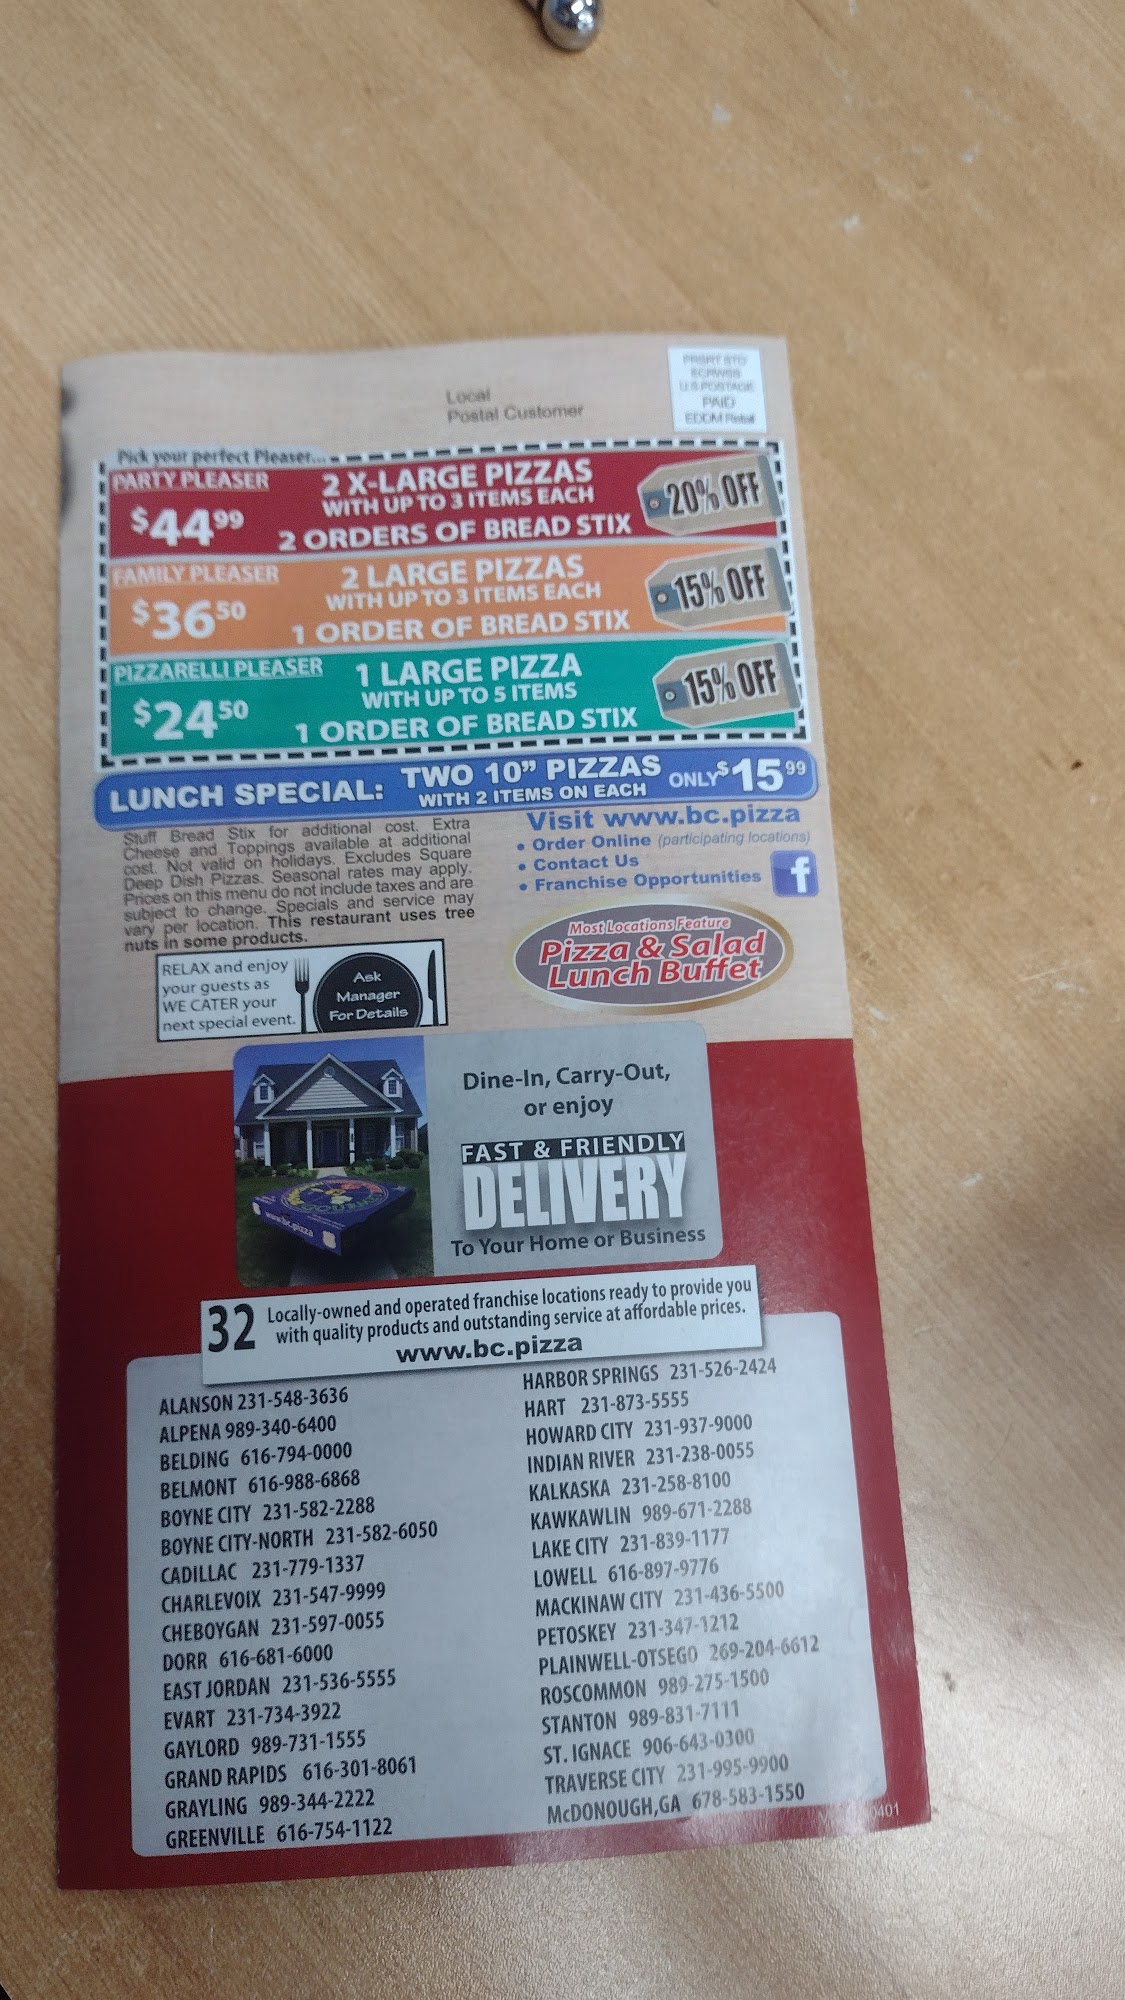 Local
Postal Customer
PRSRT STD
ECRWSS
U.S POSTAGE
PAID
EDDM Retail
Pick your perfect Pleaser...
PARTY PLEASER
$44.99
2 X-LARGE PIZZAS
WITH UP TO 3 ITEMS EACH
2 ORDERS OF BREAD STIX
20% OFF
FAMILY PLEASER
$36.50
2 LARGE PIZZAS
WITH UP TO 3 ITEMS EACH
1 ORDER OF BREAD STIX
15% OFF
PIZZARELLI PLEASER
$24.50
1 LARGE PIZZA
WITH UP TO 5 ITEMS
1 ORDER OF BREAD STIX
15% OFF
LUNCH SPECIAL: TWO 10" PIZZAS ONLY $15.99
WITH 2 ITEMS ON EACH
Stuff Bread Stix for additional cost. Extra
Cheese and Toppings available at additional
cost. Not valid on holidays. Excludes Square
Deep Dish Pizzas. Seasonal rates may apply.
Prices on this menu do not include taxes and are
subject to change. Specials and service may
vary per location. This restaurant uses tree
nuts in some products.
Visit www.bc.pizza
• Order Online (participating locations)
• Contact Us
• Franchise Opportunities
f
Most Locations Feature
Pizza & Salad
Lunch Buffet
RELAX and enjoy
your guests as
WE CATER your
next special event.
Ask
Manager
For Details
www.bc.pizza
Dine-In, Carry-Out,
or enjoy
FAST & FRIENDLY
DELIVERY
To Your Home or Business
32 Locally-owned and operated franchise locations ready to provide you
with quality products and outstanding service at affordable prices.
www.bc.pizza
ALANSON 231-548-3636
ALPENA 989-340-6400
BELDING 616-794-0000
BELMONT 616-988-6868
BOYNE CITY 231-582-2288
BOYNE CITY-NORTH 231-582-6050
CADILLAC 231-779-1337
CHARLEVOIX 231-547-9999
CHEBOYGAN 231-597-0055
DORR 616-681-6000
EAST JORDAN 231-536-5555
EVART 231-734-3922
GAYLORD 989-731-1555
GRAND RAPIDS 616-301-8061
GRAYLING 989-344-2222
GREENVILLE 616-754-1122
HARBOR SPRINGS 231-526-2424
HART 231-873-5555
HOWARD CITY 231-937-9000
INDIAN RIVER 231-238-0055
KALKASKA 231-258-8100
KAWKAWLIN 989-671-2288
LAKE CITY 231-839-1177
LOWELL 616-897-9776
MACKINAW CITY 231-436-5500
PETOSKEY 231-347-1212
PLAINWELL-OTSEGO 269-204-6612
ROSCOMMON 989-275-1500
STANTON 989-831-7111
ST. IGNACE 906-643-0300
TRAVERSE CITY 231-995-9900
McDONOUGH,GA 678-583-1550